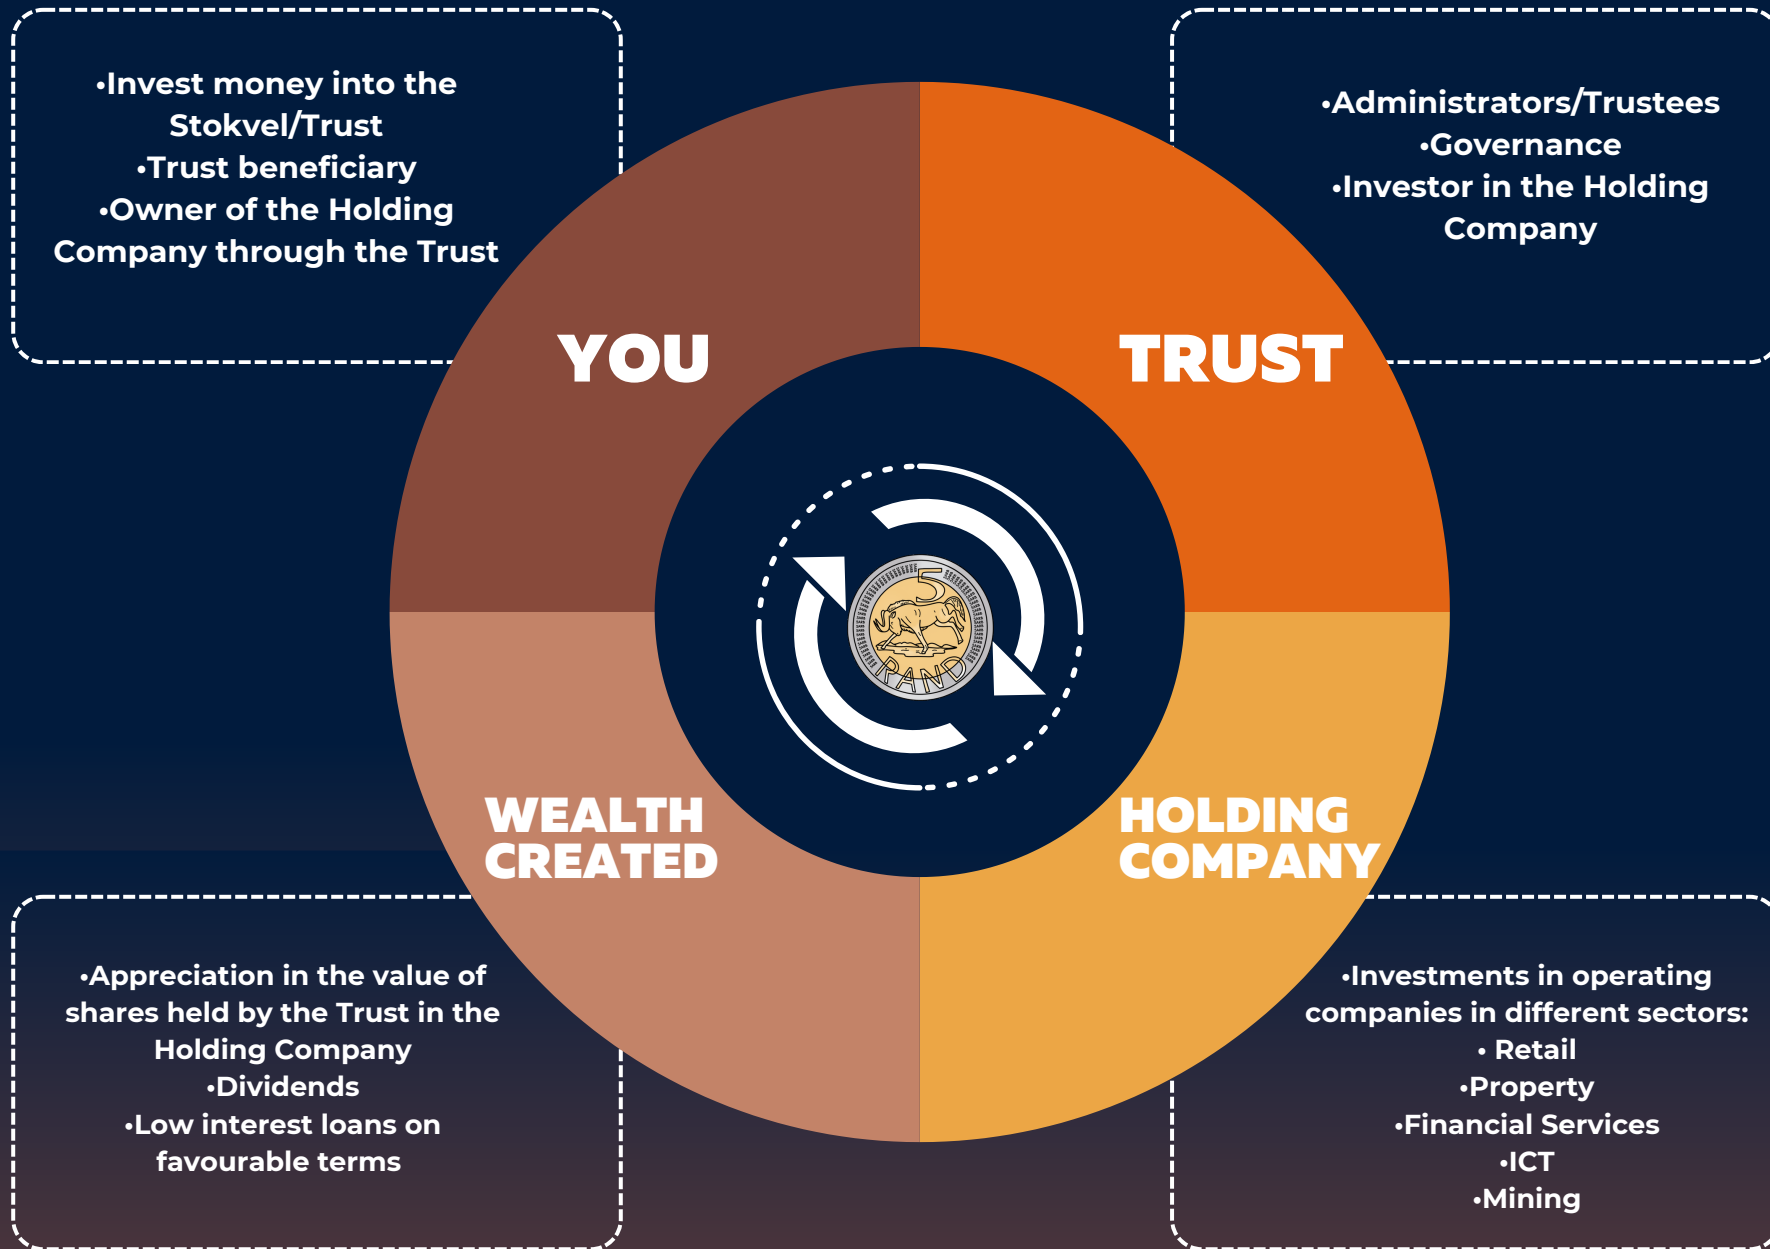 •Invest money into the
Stokvel/Trust
•Trust beneficiary
•Owner of the Holding
Company through the Trust
•Administrators/Trustees
•Governance
•Investor in the Holding
Company
YOU
TRUST
5
RAND
WEALTH
CREATED
HOLDING
COMPANY
•Appreciation in the value of
shares held by the Trust in the
Holding Company
•Dividends
•Low interest loans on
favourable terms
•Investments in operating
companies in different sectors:
• Retail
•Property
•Financial Services
•ICT
•Mining